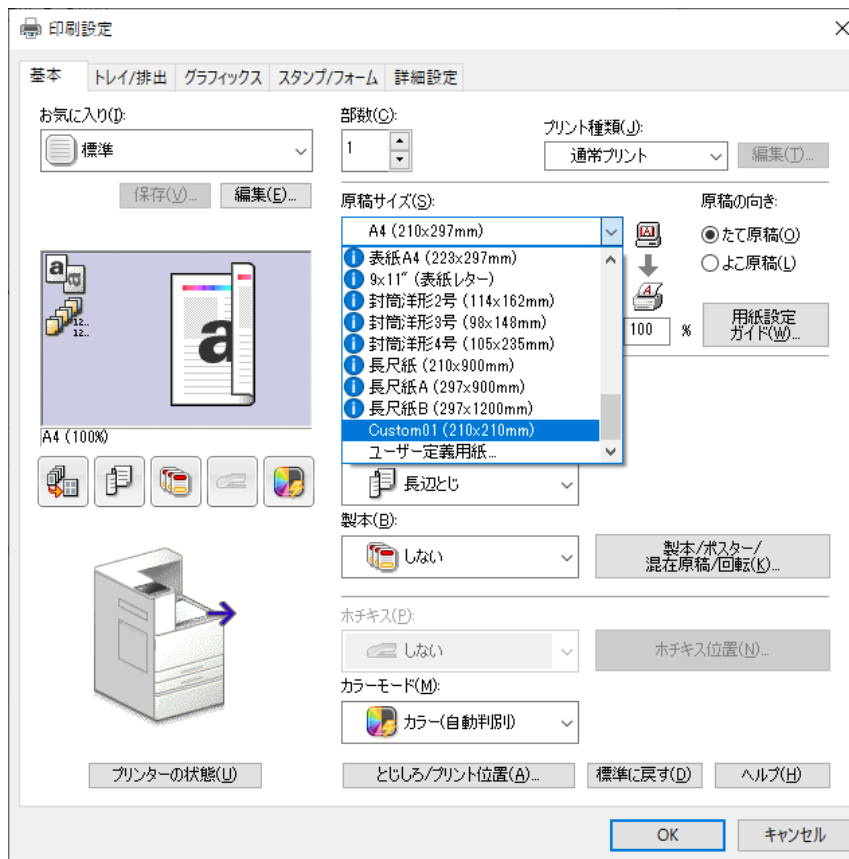 印刷設定
基本 トレイ/排出 グラフィックス スタンプ/フォーム 詳細設定
お気に入り(I):
標準
保存(V)... 編集(E)...
部数(C):
1
プリント種類(J):
通常プリント 編集(T)...
原稿サイズ(S):
A4 (210x297mm)
表紙A4 (223x297mm)
9x11" (表紙レター)
封筒洋形2号 (114x162mm)
封筒洋形3号 (98x148mm)
封筒洋形4号 (105x235mm)
長尺紙 (210x900mm)
長尺紙A (297x900mm)
長尺紙B (297x1200mm)
Custom01 (210x210mm)
ユーザー定義用紙...
原稿の向き:
たて原稿(O)
よこ原稿(L)
100 %
用紙設定
ガイド(W)...
a
a
12..
12..
a
A4 (100%)
長辺とじ
製本(B):
しない
製本/ポスター/
混在原稿/回転(K)...
ホチキス(P):
しない
ホチキス位置(N)...
カラーモード(M):
カラー(自動判別)
プリンターの状態(U)
とじしろ/プリント位置(A)... 標準に戻す(D) ヘルプ(H)
OK キャンセル